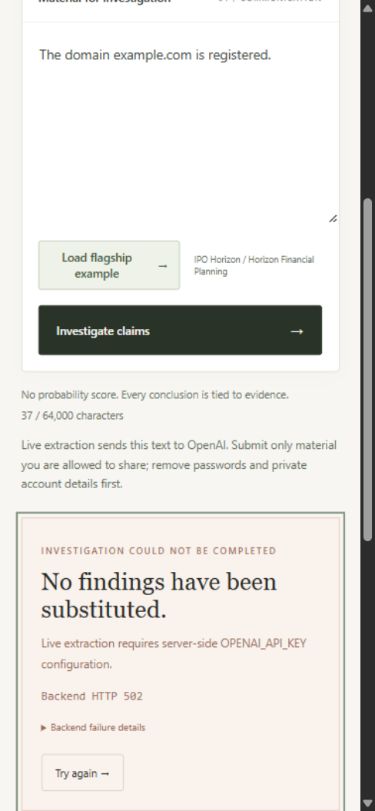 Material for investigation
The domain example.com is registered.
Load flagship
example
→
IPO Horizon / Horizon Financial
Planning
Investigate claims →
No probability score. Every conclusion is tied to evidence.
37 / 64,000 characters
Live extraction sends this text to OpenAI. Submit only material
you are allowed to share; remove passwords and private
account details first.
INVESTIGATION COULD NOT BE COMPLETED
No findings have been
substituted.
Live extraction requires server-side OPENAI_API_KEY
configuration.
Backend HTTP 502
▶ Backend failure details
Try again →